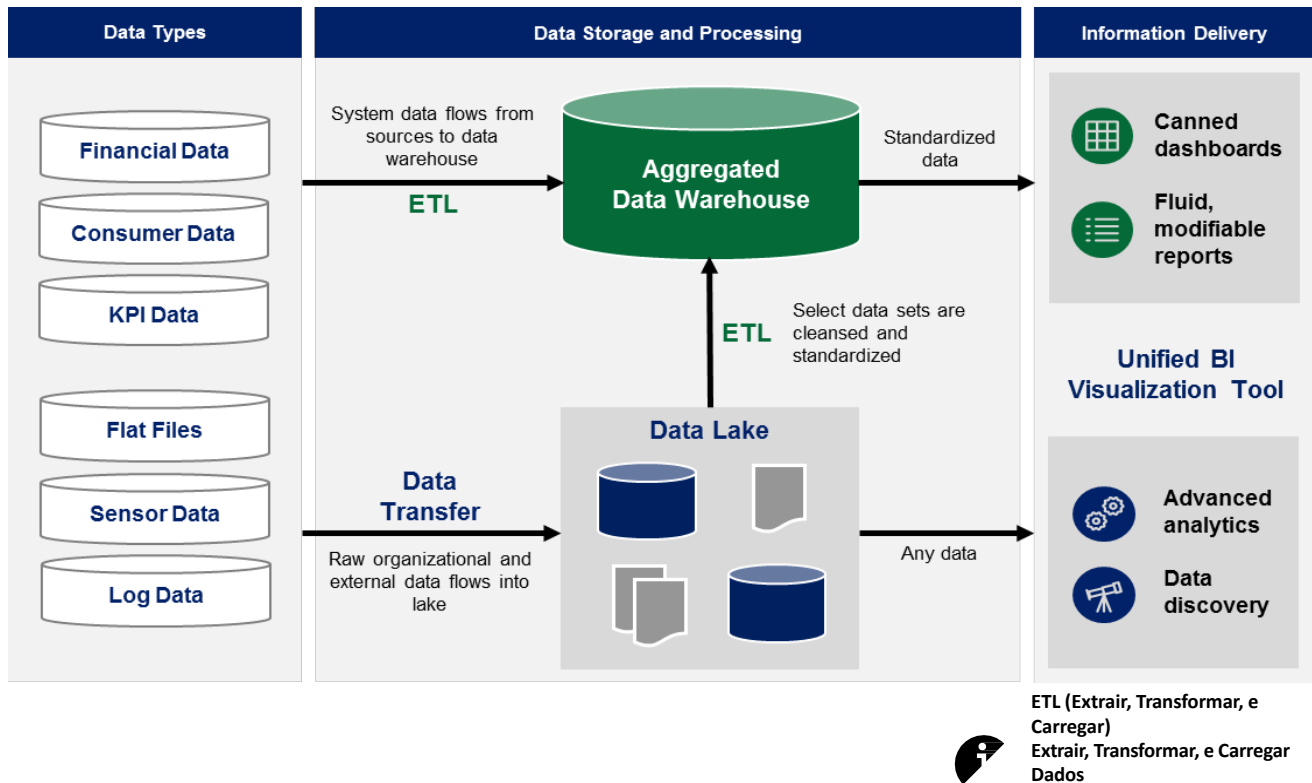 Data Types
Data Storage and Processing
Information Delivery
Financial Data
Consumer Data
KPI Data
Flat Files
Sensor Data
Log Data
System data flows from
sources to data
warehouse
ETL
Aggregated
Data Warehouse
Standardized
data
ETL
Select data sets are
cleansed and
standardized
Data Lake
Data
Transfer
Raw organizational and
external data flows into
lake
Any data
Canned
dashboards
Fluid,
modifiable
reports
Unified BI
Visualization Tool
Advanced
analytics
Data
discovery
ETL (Extrair, Transformar, e
Carregar)
Extrair, Transformar, e Carregar
Dados